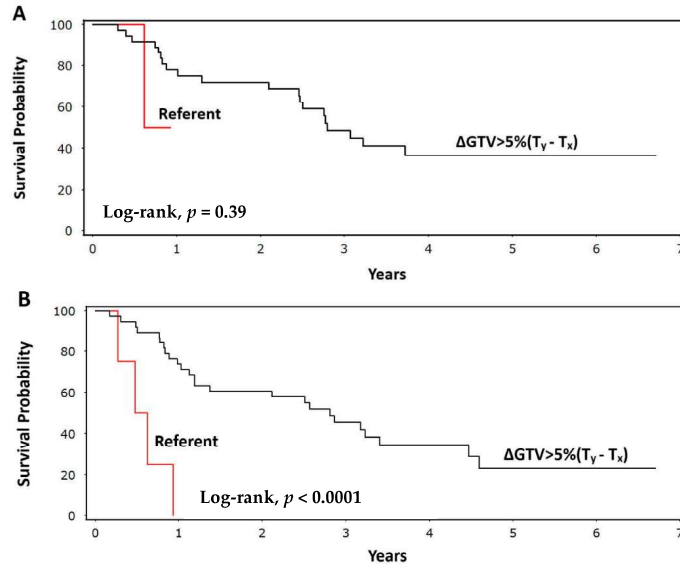 A
100
80
60
40
20
0
Survival Probability
Referent
ΔGTV>5%(Ty - Tx)
Log-rank, p = 0.39
0 1 2 3 4 5 6 7
Years
B
100
80
60
40
20
0
Survival Probability
Referent
ΔGTV>5%(Ty - Tx)
Log-rank, p < 0.0001
0 1 2 3 4 5 6 7
Years